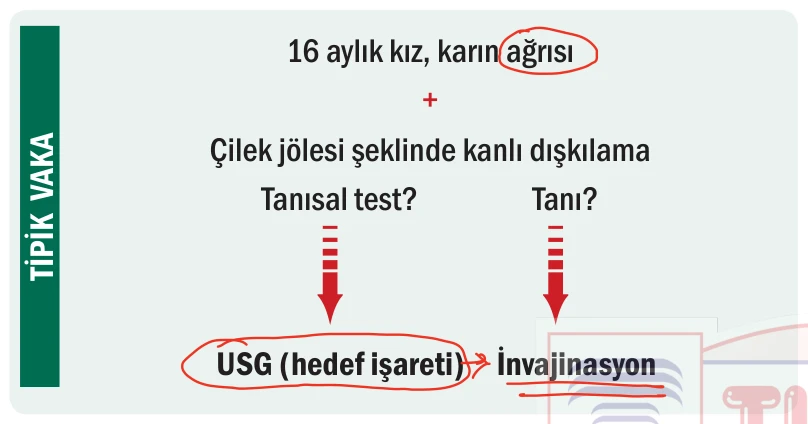 TİPİK VAKA
16 aylık kız, karın ağrısı
+
Çilek jölesi şeklinde kanlı dışkılama
Tanısal test? Tanı?
USG (hedef işareti) İnvajinasyon